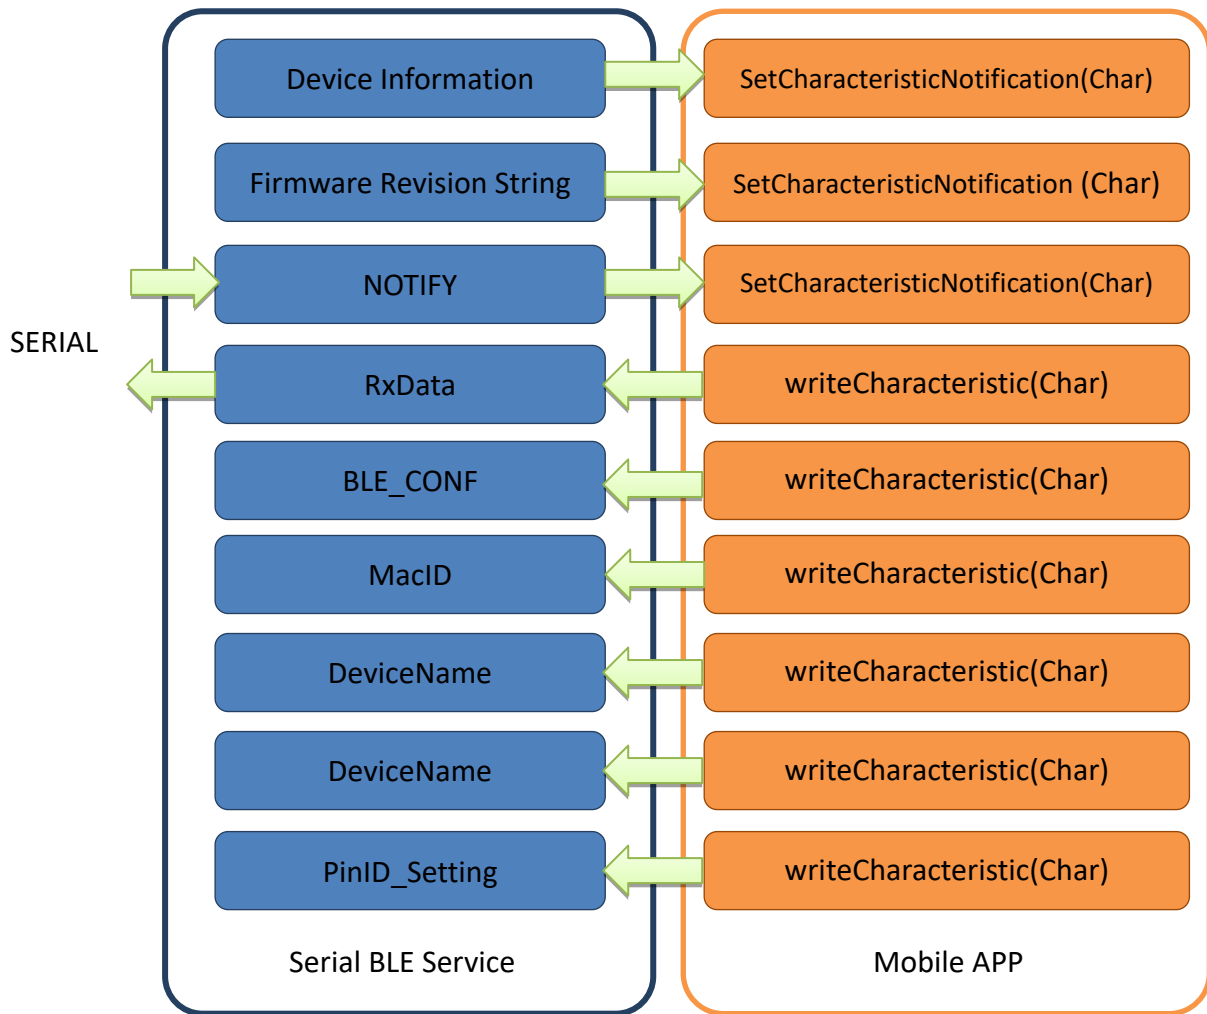 Device Information
SetCharacteristicNotification(Char)
Firmware Revision String
SetCharacteristicNotification (Char)
NOTIFY
SetCharacteristicNotification(Char)
SERIAL
RxData
writeCharacteristic(Char)
BLE_CONF
writeCharacteristic(Char)
MacID
writeCharacteristic(Char)
DeviceName
writeCharacteristic(Char)
DeviceName
writeCharacteristic(Char)
PinID_Setting
writeCharacteristic(Char)
Serial BLE Service
Mobile APP